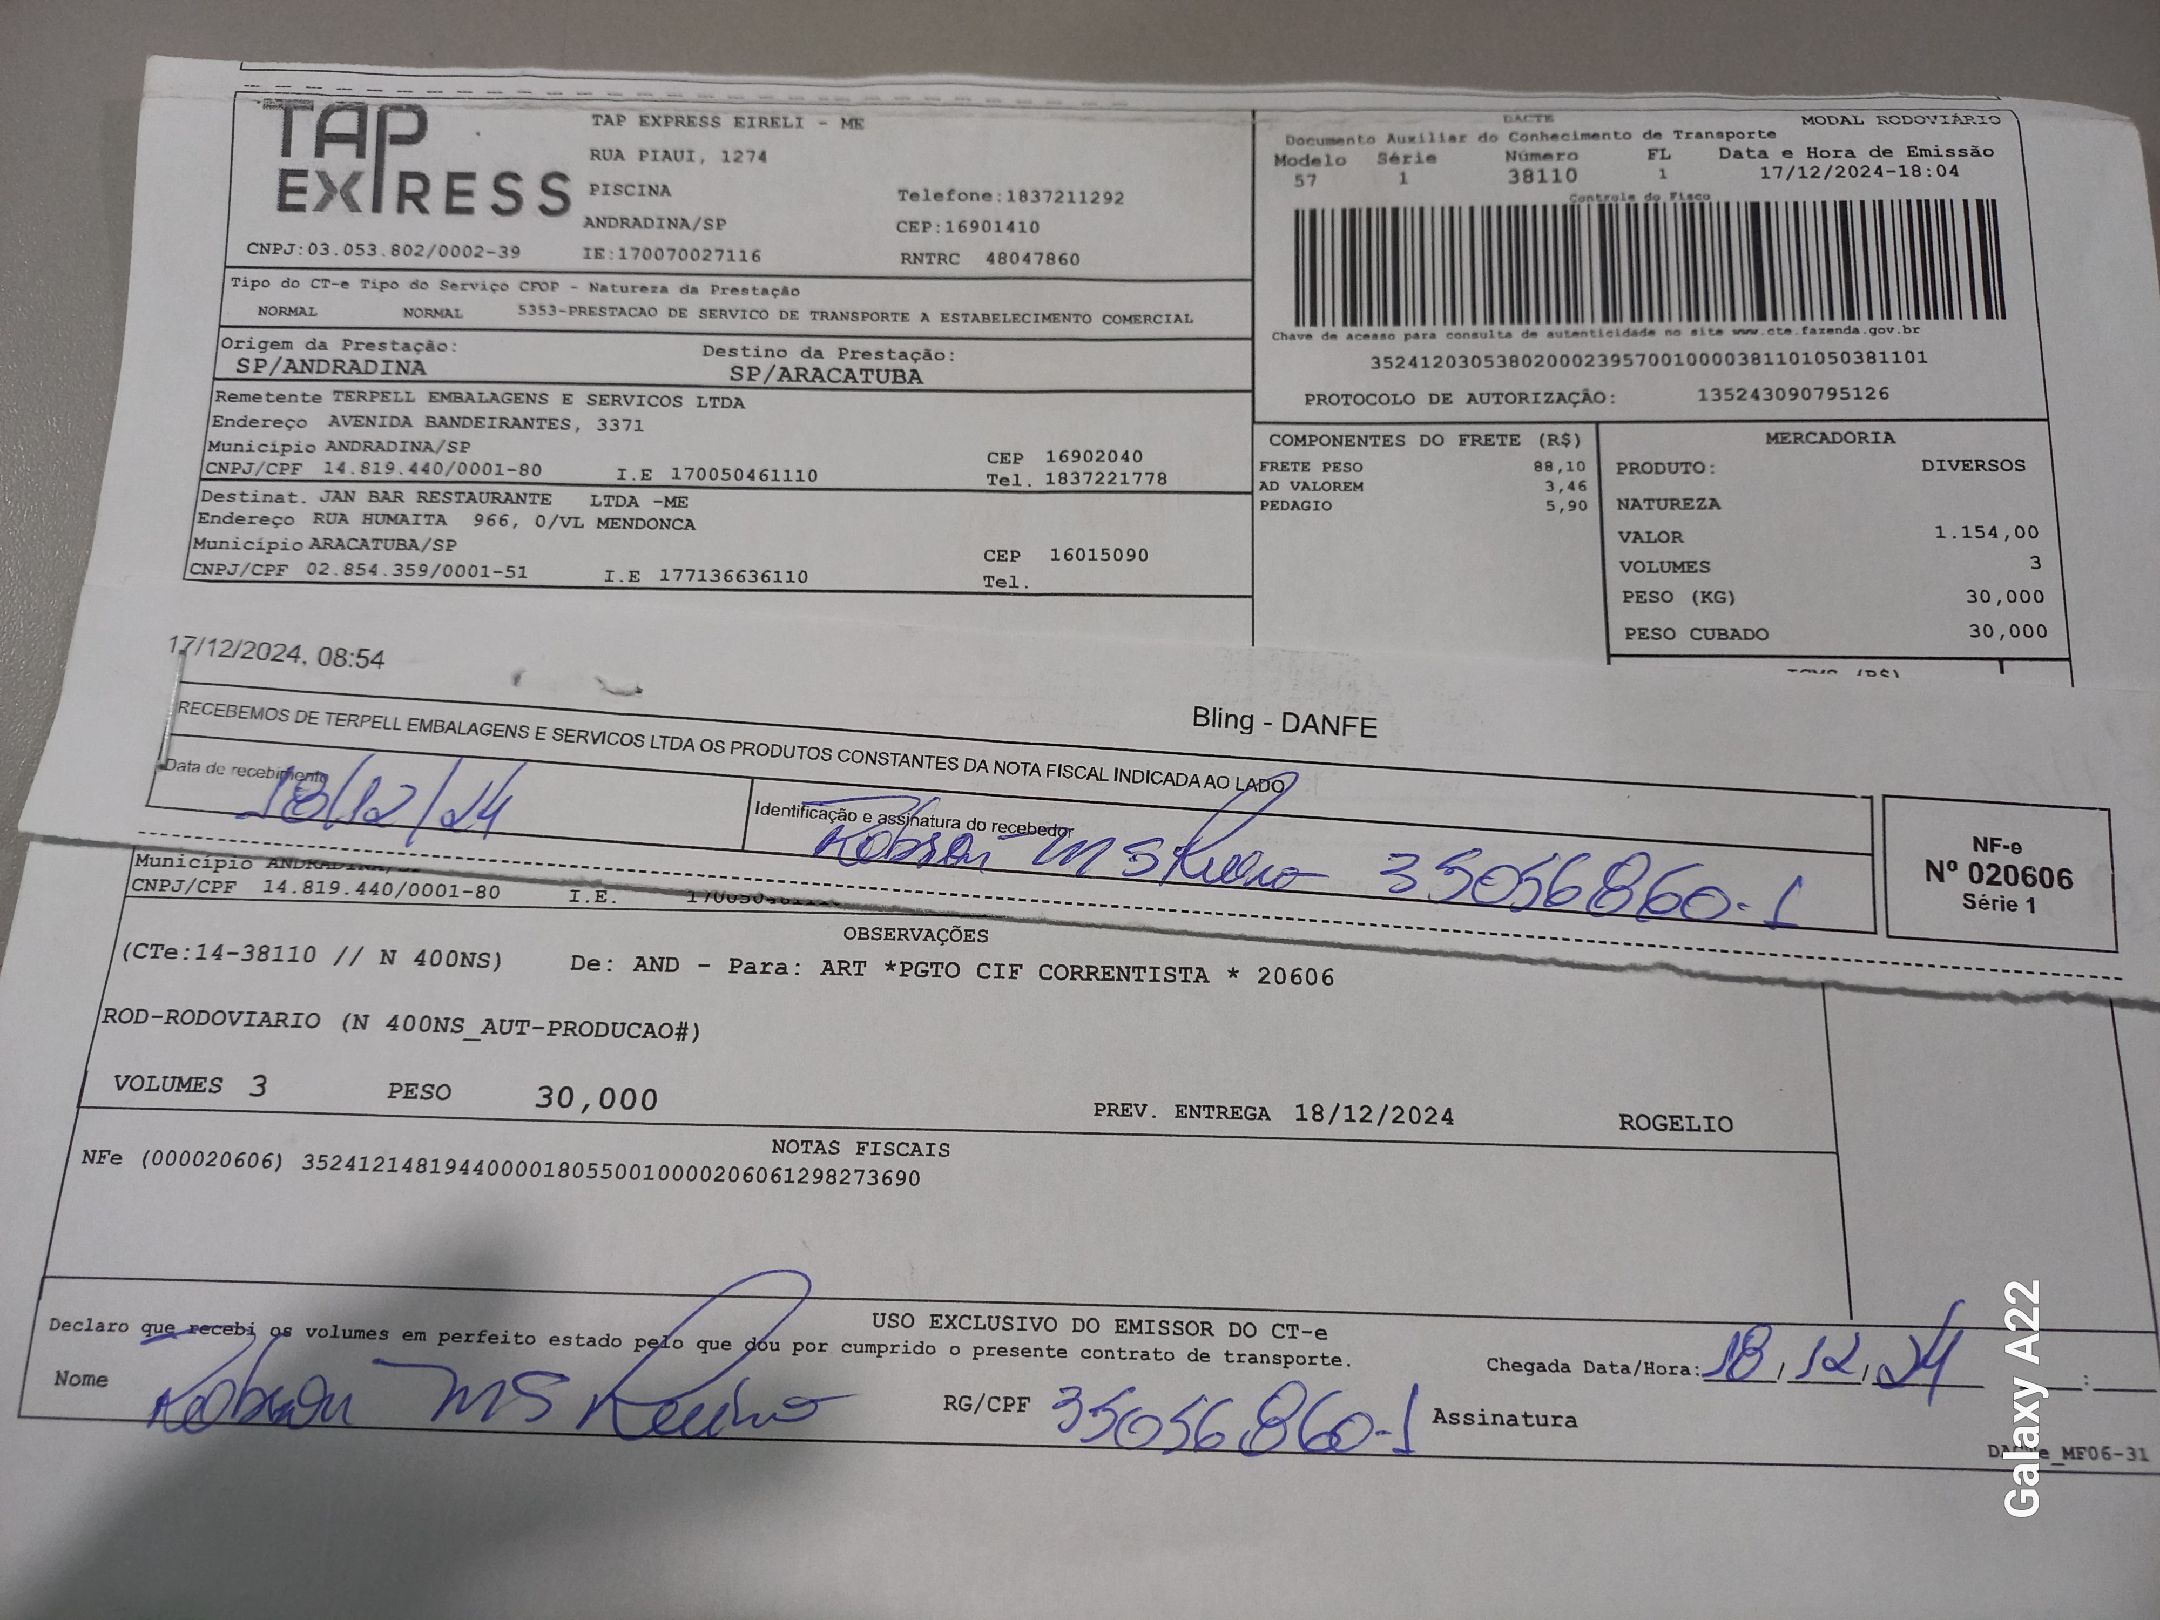 TAP EXPRESS
TAP EXPRESS EIRELI - ME
RUA PIAUI, 1274
PISCINA
Telefone:1837211292
ANDRADINA/SP
CEP:16901410
CNPJ:03.053.802/0002-39
IE:170070027116
RNTRC 48047860
DACTE
MODAL RODOVIÁRIO
Documento Auxiliar do Conhecimento de Transporte
Modelo Série Número FL Data e Hora de Emissão
57 1 38110 1 17/12/2024-18:04
Controle do Fisco
Chave de acesso para consulta de autenticidade no site www.cte.fazenda.gov.br
35241203053802000239570010000381101050381101
PROTOCOLO DE AUTORIZAÇÃO: 135243090795126
Tipo do CT-e Tipo do Serviço CFOP - Natureza da Prestação
NORMAL NORMAL 5353-PRESTACAO DE SERVICO DE TRANSPORTE A ESTABELECIMENTO COMERCIAL
Origem da Prestação: Destino da Prestação:
SP/ANDRADINA SP/ARACATUBA
Remetente TERPELL EMBALAGENS E SERVICOS LTDA
Endereço AVENIDA BANDEIRANTES, 3371
Município ANDRADINA/SP CEP 16902040
CNPJ/CPF 14.819.440/0001-80 I.E 170050461110 Tel. 1837221778
Destinat. JAN BAR RESTAURANTE LTDA -ME
Endereço RUA HUMAITA 966, 0/VL MENDONCA
Município ARACATUBA/SP CEP 16015090
CNPJ/CPF 02.854.359/0001-51 I.E 177136636110 Tel.
COMPONENTES DO FRETE (R$)
FRETE PESO 88,10
AD VALOREM 3,46
PEDAGIO 5,90
MERCADORIA
PRODUTO: DIVERSOS
NATUREZA
VALOR 1.154,00
VOLUMES 3
PESO (KG) 30,000
PESO CUBADO 30,000
17/12/2024, 08:54
Bling - DANFE
RECEBEMOS DE TERPELL EMBALAGENS E SERVICOS LTDA OS PRODUTOS CONSTANTES DA NOTA FISCAL INDICADA AO LADO
Data de recebimento
18/12/24
Identificação e assinatura do recebedor
Robson M S 35056860-1
NF-e
Nº 020606
Série 1
Município ANDRADINA/SP
CNPJ/CPF 14.819.440/0001-80 I.E. 170050461110
OBSERVAÇÕES
(CTe:14-38110 // N 400NS) De: AND - Para: ART *PGTO CIF CORRENTISTA * 20606
ROD-RODOVIARIO (N 400NS_AUT-PRODUCAO#)
VOLUMES 3 PESO 30,000 PREV. ENTREGA 18/12/2024 ROGELIO
NOTAS FISCAIS
NFe (000020606) 35241214819440000180550010000206061298273690
USO EXCLUSIVO DO EMISSOR DO CT-e
Declaro que recebi os volumes em perfeito estado pelo que dou por cumprido o presente contrato de transporte.
Chegada Data/Hora: 18/12/24 :
Nome Robson M S RG/CPF 35056860-1 Assinatura
DACTe_MF06-31
Galaxy A22